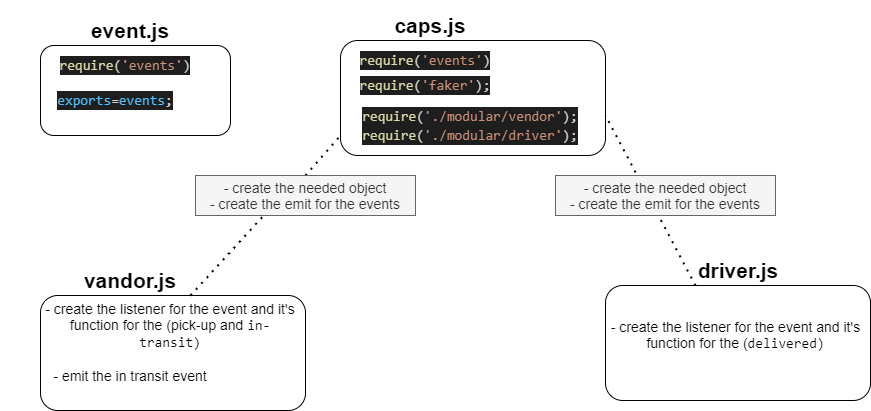 event.js
require('events')
exports=events;
caps.js
require('events')
require('faker');
require('./modular/vendor');
require('./modular/driver');
- create the needed object
- create the emit for the events
- create the needed object
- create the emit for the events
vandor.js
- create the listener for the event and it's
function for the (pick-up and in-
transit)
- emit the in transit event
driver.js
- create the listener for the event and it's
function for the (delivered)